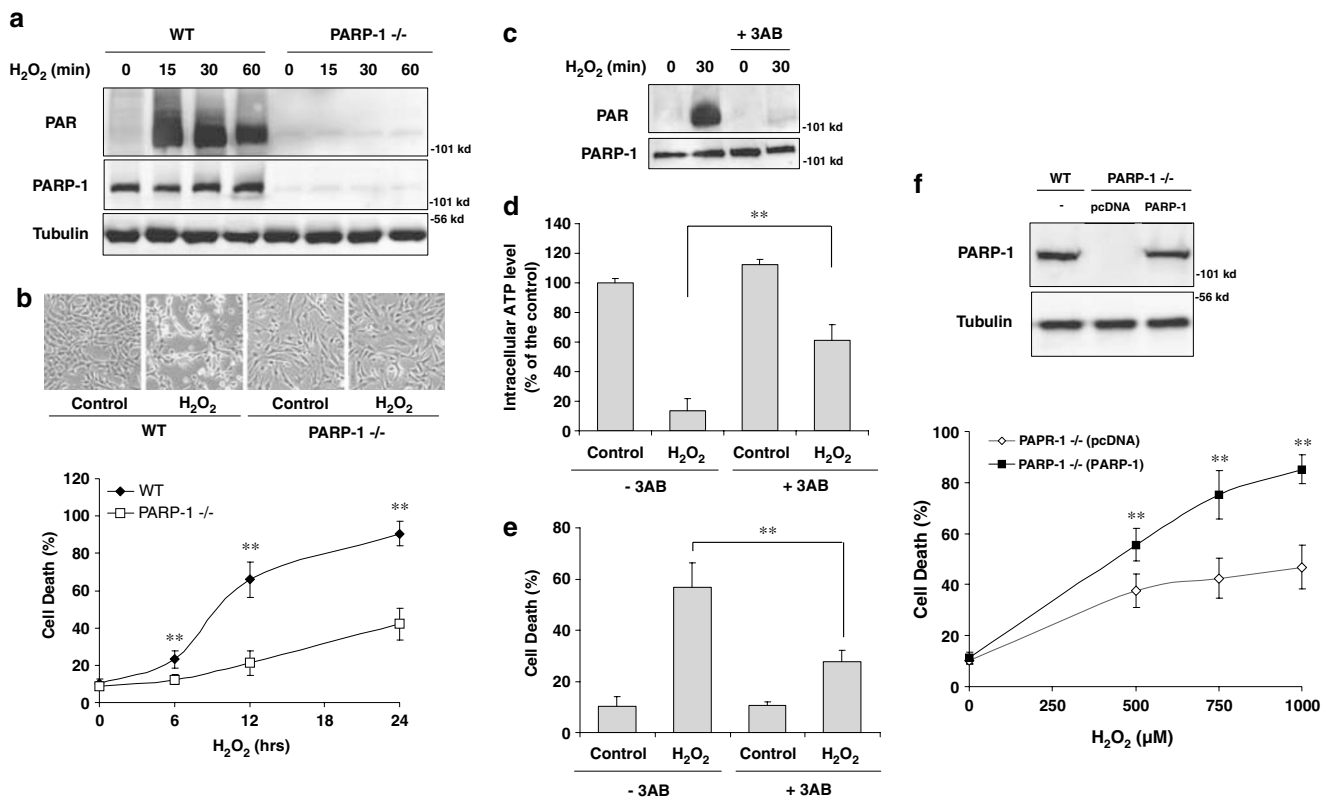 a
WT PARP-1 -/-
H₂O₂ (min) 0 15 30 60 0 15 30 60
PAR
-101 kd
PARP-1
-101 kd
-56 kd
Tubulin
b
Control H₂O₂ Control H₂O₂
WT PARP-1 -/-
120
100
80
60
40
20
0
Cell Death (%)
WT
PARP-1 -/-
**
**
**
0 6 12 18 24
H₂O₂ (hrs)
c
+ 3AB
H₂O₂ (min) 0 30 0 30
PAR
-101 kd
PARP-1
-101 kd
d
Intracellular ATP level
(% of the control)
140
120
100
80
60
40
20
0
**
Control H₂O₂ Control H₂O₂
- 3AB + 3AB
e
Cell Death (%)
80
60
40
20
0
**
Control H₂O₂ Control H₂O₂
- 3AB + 3AB
f
WT PARP-1 -/-
- pcDNA PARP-1
PARP-1
-101 kd
-56 kd
Tubulin
Cell Death (%)
100
80
60
40
20
0
PAPR-1 -/- (pcDNA)
PARP-1 -/- (PARP-1)
**
**
**
0 250 500 750 1000
H₂O₂ (µM)